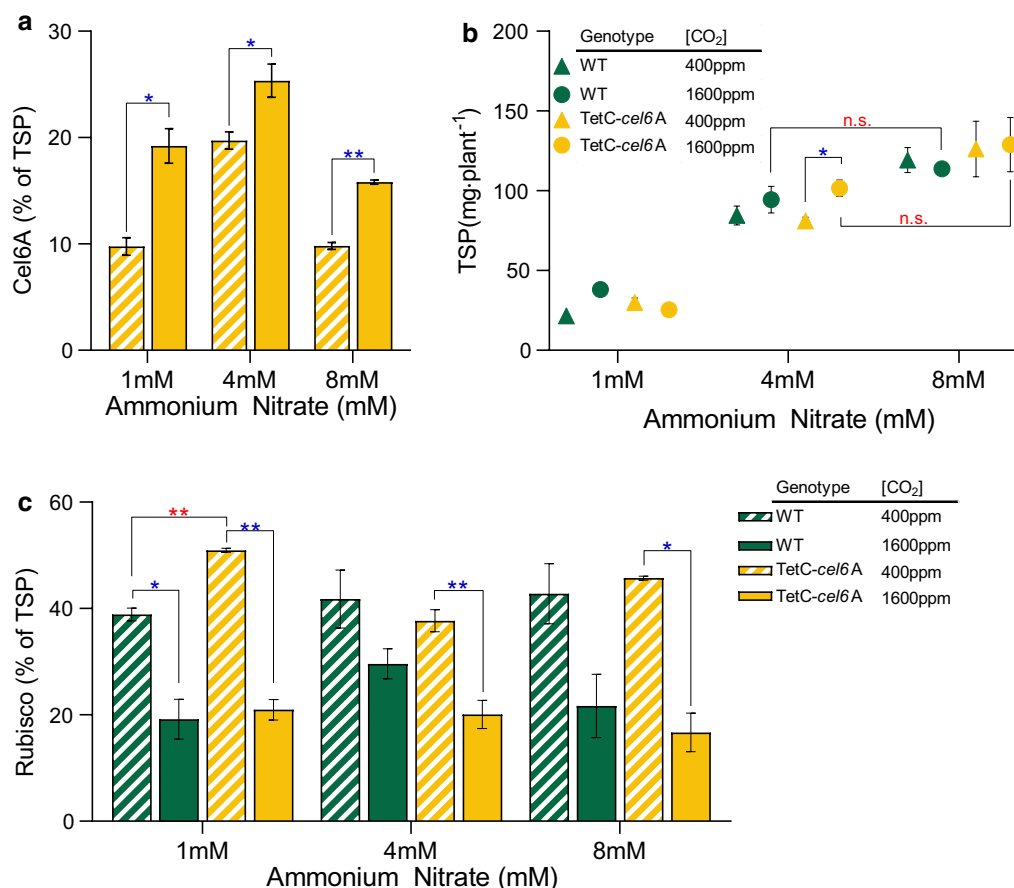 a
Cel6A (% of TSP)
30
20
10
0
*
*
**
1mM 4mM 8mM
Ammonium Nitrate (mM)
b
TSP(mg·plant⁻¹)
200
150
100
50
0
Genotype [CO₂]
WT 400ppm
WT 1600ppm
TetC-cel6A 400ppm
TetC-cel6A 1600ppm
n.s.
*
n.s.
1mM 4mM 8mM
Ammonium Nitrate (mM)
c
Rubisco (% of TSP)
60
40
20
0
** **
*
**
*
1mM 4mM 8mM
Ammonium Nitrate (mM)
Genotype [CO₂]
WT 400ppm
WT 1600ppm
TetC-cel6A 400ppm
TetC-cel6A 1600ppm